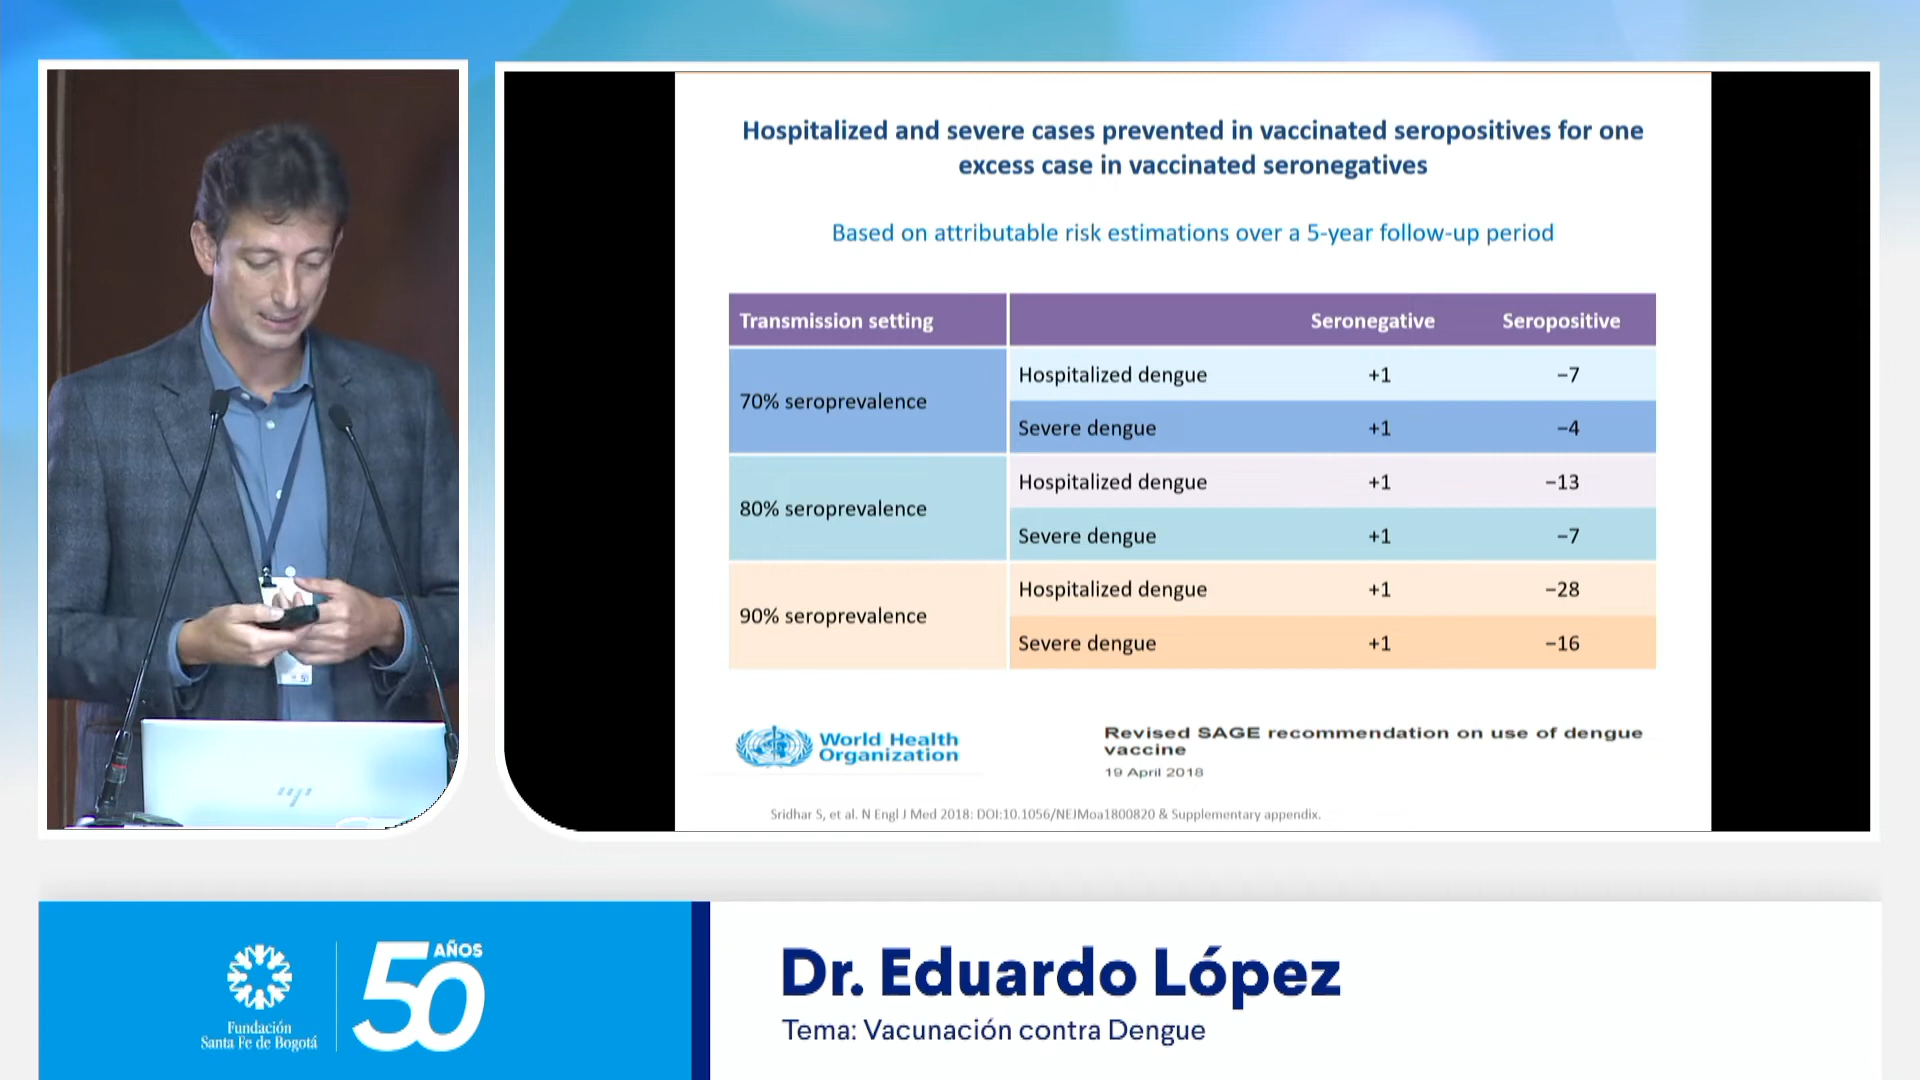 Hospitalized and severe cases prevented in vaccinated seropositives for one
excess case in vaccinated seronegatives
Based on attributable risk estimations over a 5-year follow-up period
Transmission setting Seronegative Seropositive
70% seroprevalence
Hospitalized dengue +1 −7
Severe dengue +1 −4
80% seroprevalence
Hospitalized dengue +1 −13
Severe dengue +1 −7
90% seroprevalence
Hospitalized dengue +1 −28
Severe dengue +1 −16
World Health
Organization
Revised SAGE recommendation on use of dengue
vaccine
19 April 2018
Sridhar S, et al. N Engl J Med 2018: DOI:10.1056/NEJMoa1800820 & Supplementary appendix.
hp
Fundación
Santa Fe de Bogotá
50 AÑOS
Dr. Eduardo López
Tema: Vacunación contra Dengue